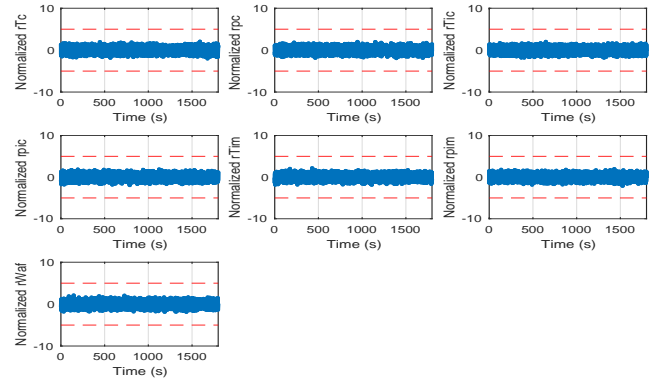 Normalized rTc
10
0
-10
0 500 1000 1500
Time (s)
Normalized rpc
10
0
-10
0 500 1000 1500
Time (s)
Normalized rTic
10
0
-10
0 500 1000 1500
Time (s)
Normalized rpic
10
0
-10
0 500 1000 1500
Time (s)
Normalized rTim
10
0
-10
0 500 1000 1500
Time (s)
Normalized rpim
10
0
-10
0 500 1000 1500
Time (s)
Normalized rWaf
10
0
-10
0 500 1000 1500
Time (s)